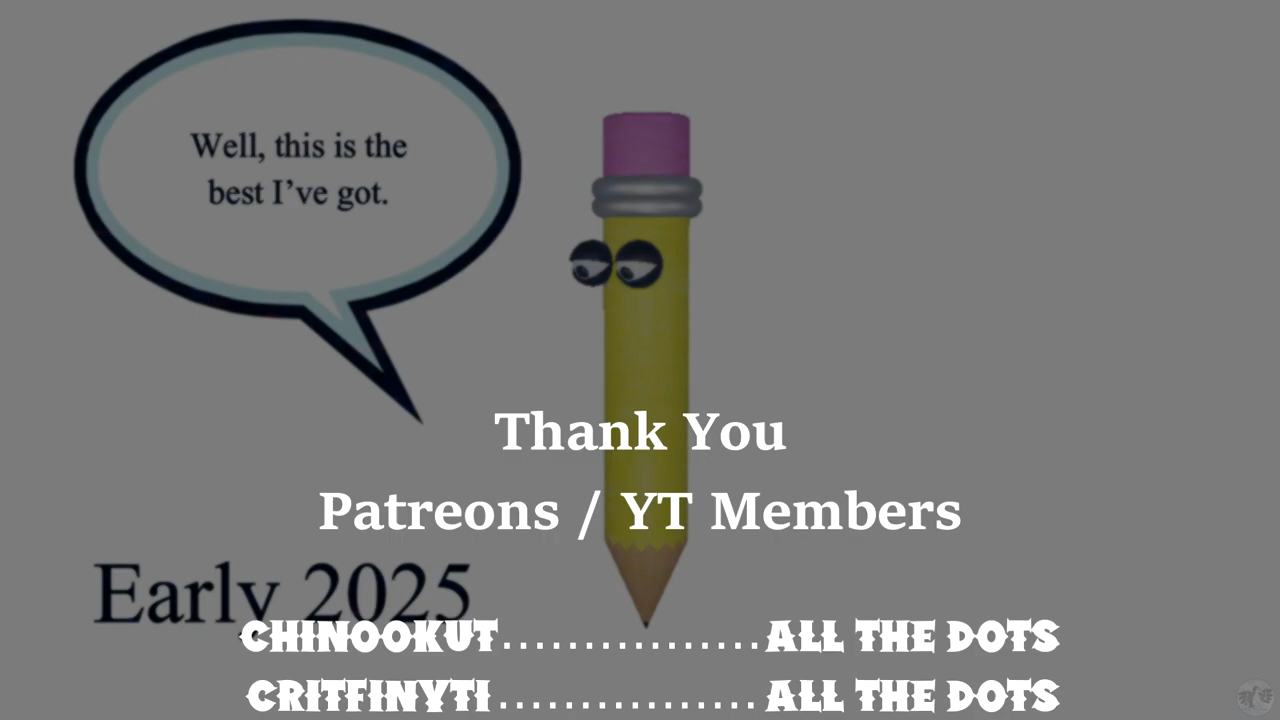 Well, this is the
best I've got.
Thank You
Patreons / YT Members
Early 2025
CHINOOKUT................ALL THE DOTS
CRITFINYTI................ALL THE DOTS